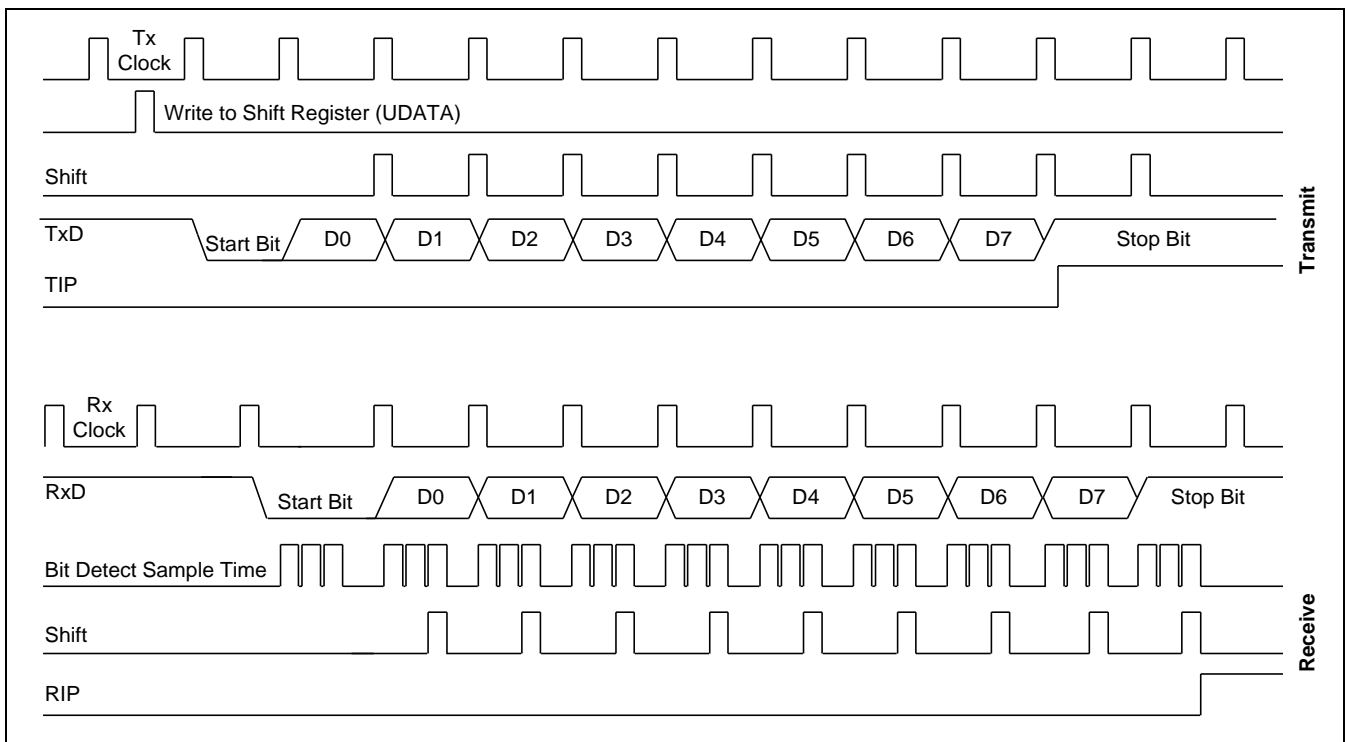 Tx
Clock
Write to Shift Register (UDATA)
Shift
TxD
Start Bit D0 D1 D2 D3 D4 D5 D6 D7 Stop Bit
TIP
Transmit
Rx
Clock
RxD
Start Bit D0 D1 D2 D3 D4 D5 D6 D7 Stop Bit
Bit Detect Sample Time
Shift
RIP
Receive